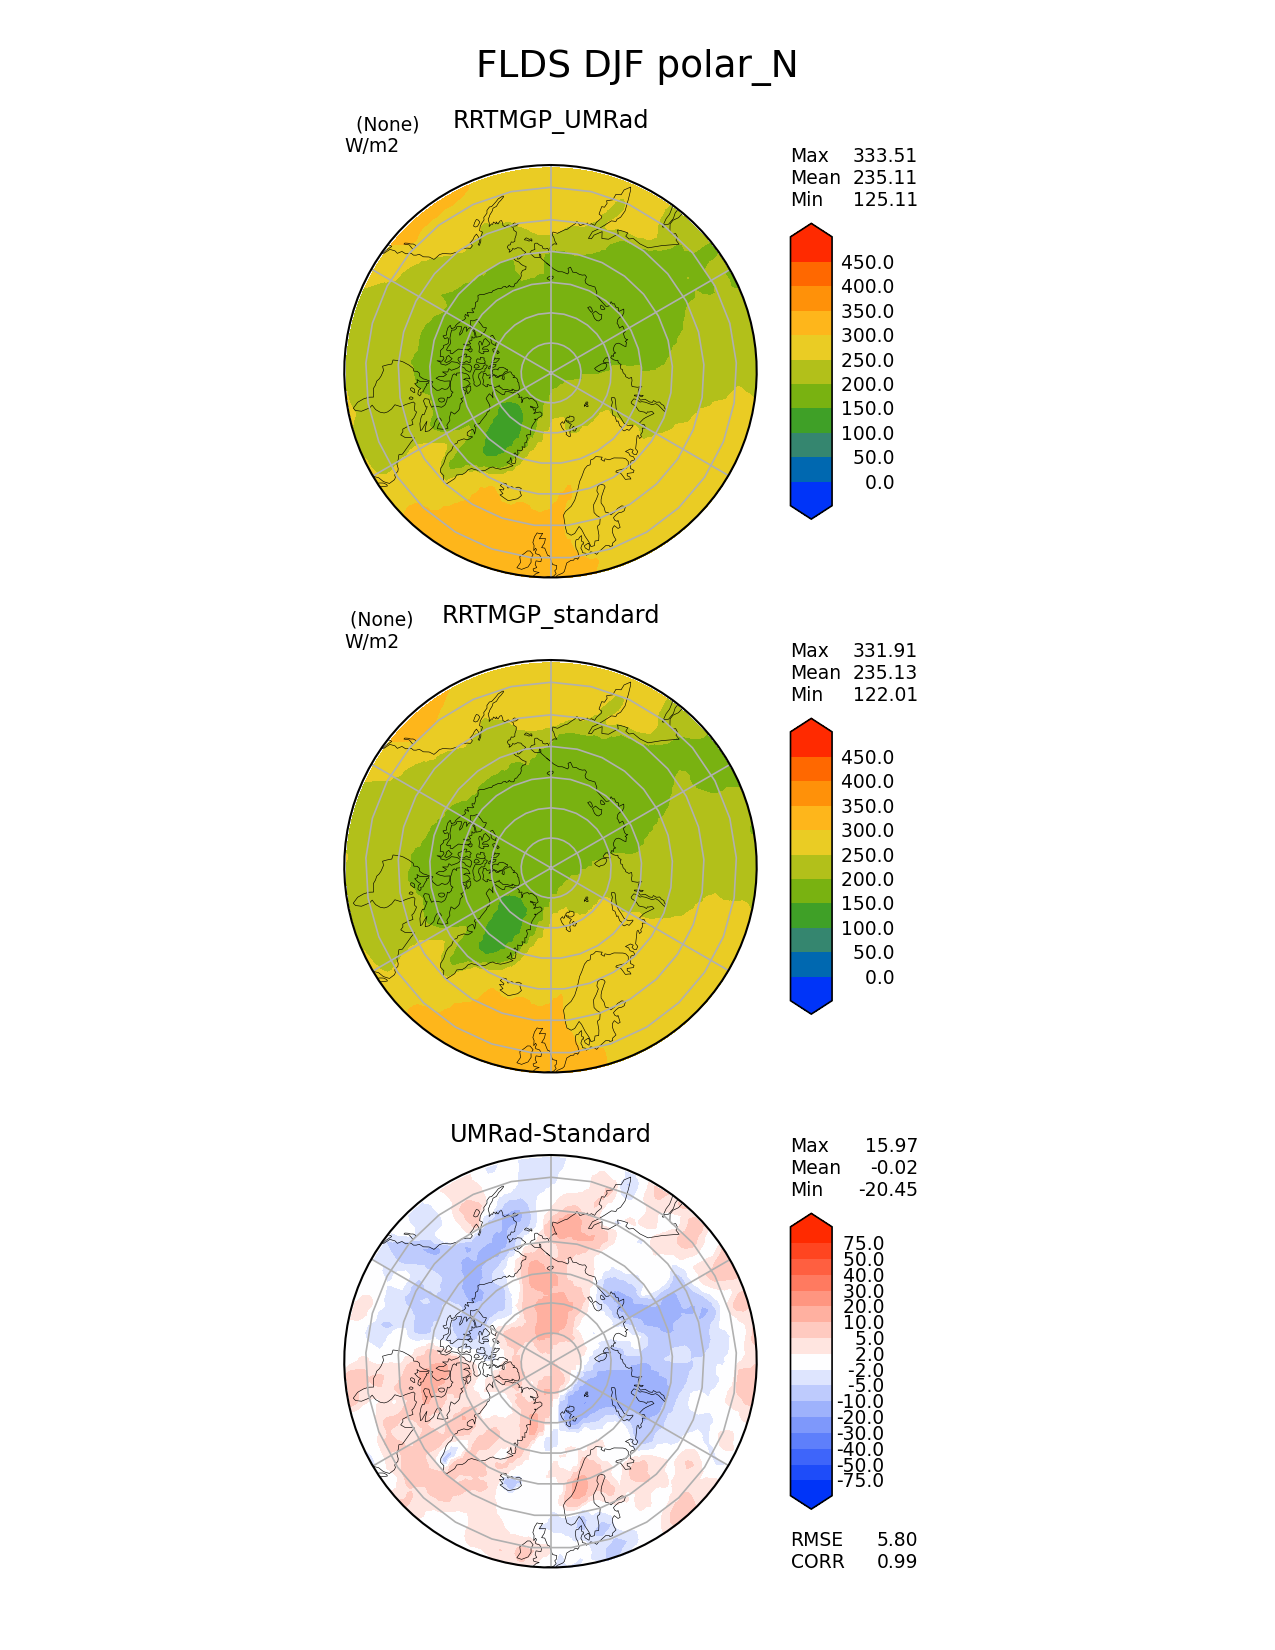 FLDS DJF polar_N
(None)
RRTMGP_UMRad
W/m2
Max 333.51
Mean 235.11
Min 125.11
450.0
400.0
350.0
300.0
250.0
200.0
150.0
100.0
50.0
0.0
(None)
RRTMGP_standard
W/m2
Max 331.91
Mean 235.13
Min 122.01
450.0
400.0
350.0
300.0
250.0
200.0
150.0
100.0
50.0
0.0
UMRad-Standard
Max 15.97
Mean -0.02
Min -20.45
75.0
50.0
40.0
30.0
20.0
10.0
5.0
2.0
-2.0
-5.0
-10.0
-20.0
-30.0
-40.0
-50.0
-75.0
RMSE 5.80
CORR 0.99